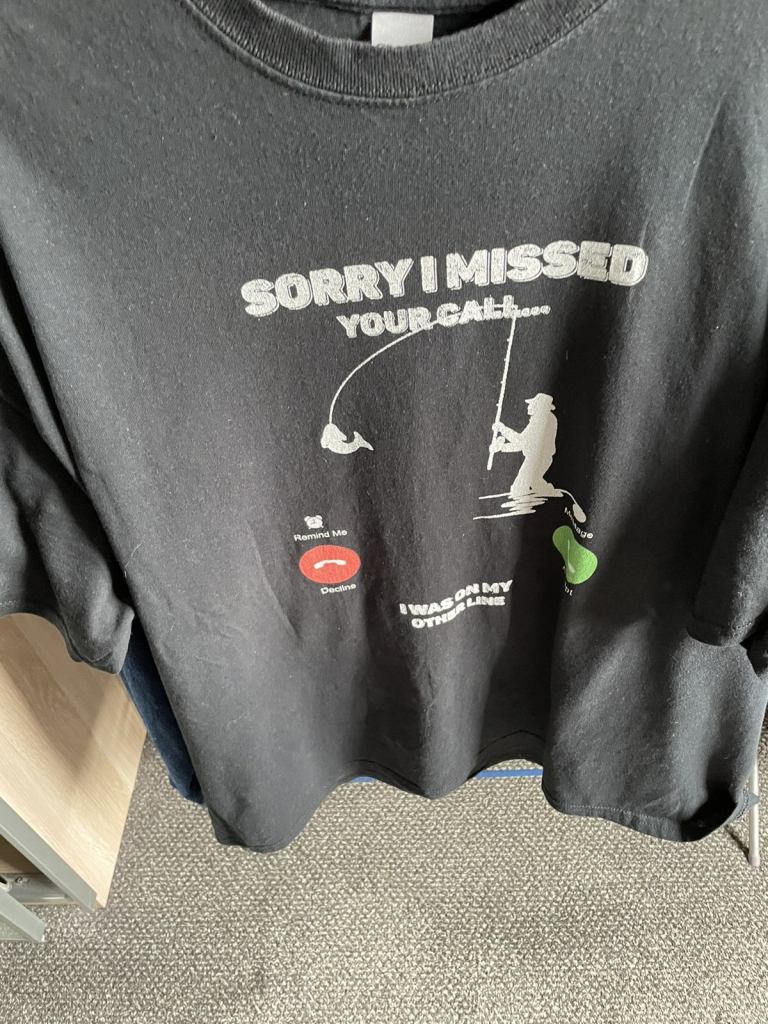 SORRY I MISSED
YOUR CALL....
Remind Me
Decline
I WAS ON MY
OTHER LINE